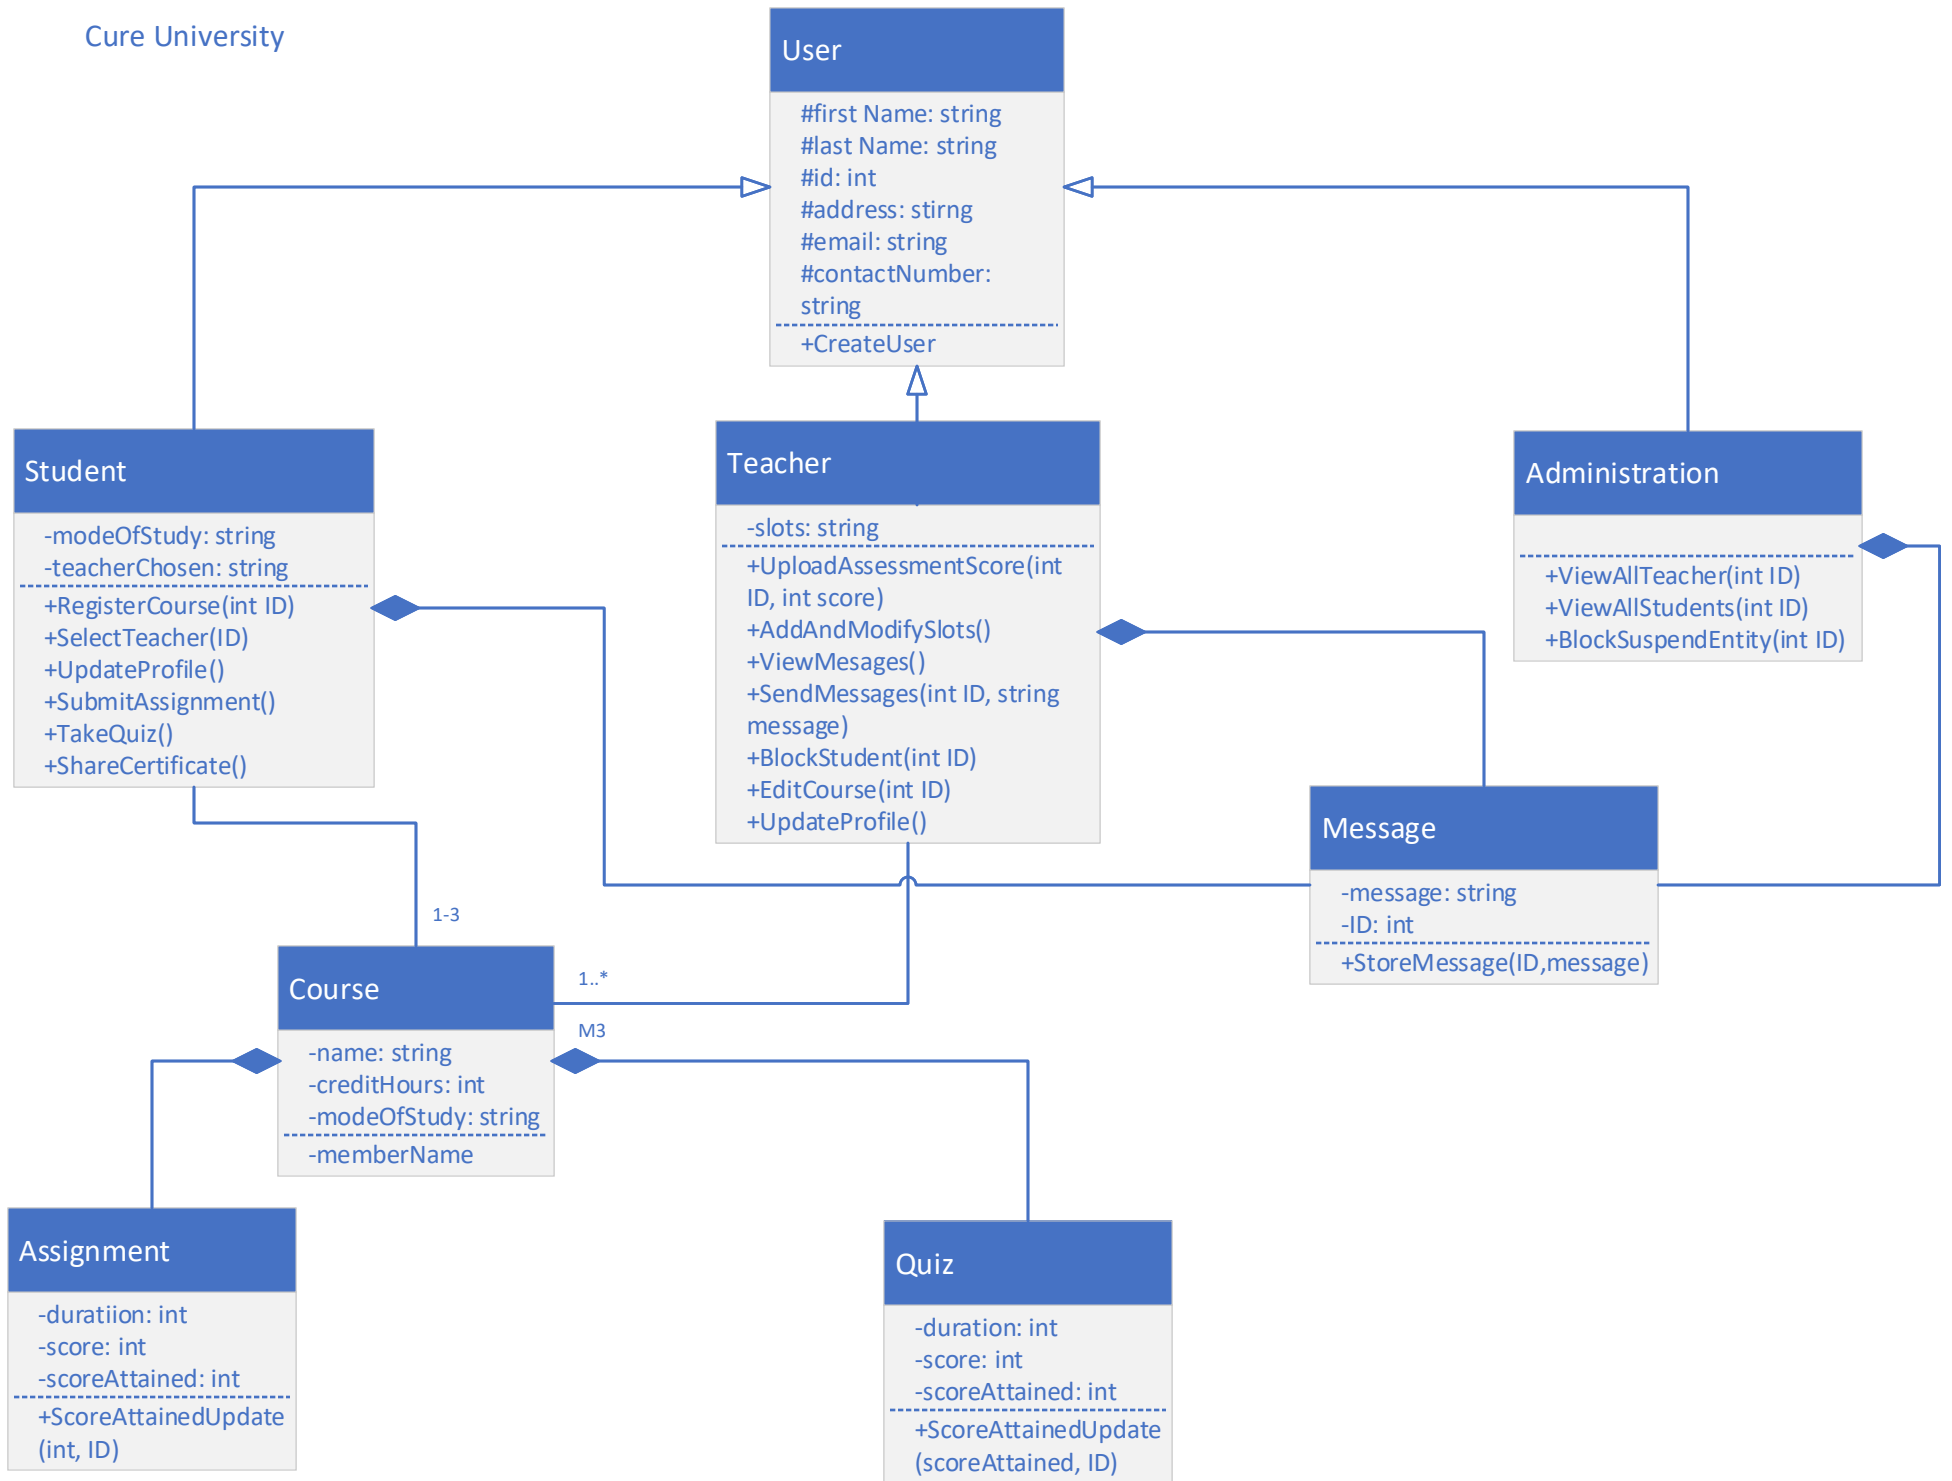 Cure University
User
#first Name: string
#last Name: string
#id: int
#address: stirng
#email: string
#contactNumber:
string
+CreateUser
Student
-modeOfStudy: string
-teacherChosen: string
+RegisterCourse(int ID)
+SelectTeacher(ID)
+UpdateProfile()
+SubmitAssignment()
+TakeQuiz()
+ShareCertificate()
Teacher
-slots: string
+UploadAssessmentScore(int
ID, int score)
+AddAndModifySlots()
+ViewMesages()
+SendMessages(int ID, string
message)
+BlockStudent(int ID)
+EditCourse(int ID)
+UpdateProfile()
Administration
+ViewAllTeacher(int ID)
+ViewAllStudents(int ID)
+BlockSuspendEntity(int ID)
Message
-message: string
-ID: int
+StoreMessage(ID,message)
1-3
1..*
M3
Course
-name: string
-creditHours: int
-modeOfStudy: string
-memberName
Assignment
-duratiion: int
-score: int
-scoreAttained: int
+ScoreAttainedUpdate
(int, ID)
Quiz
-duration: int
-score: int
-scoreAttained: int
+ScoreAttainedUpdate
(scoreAttained, ID)